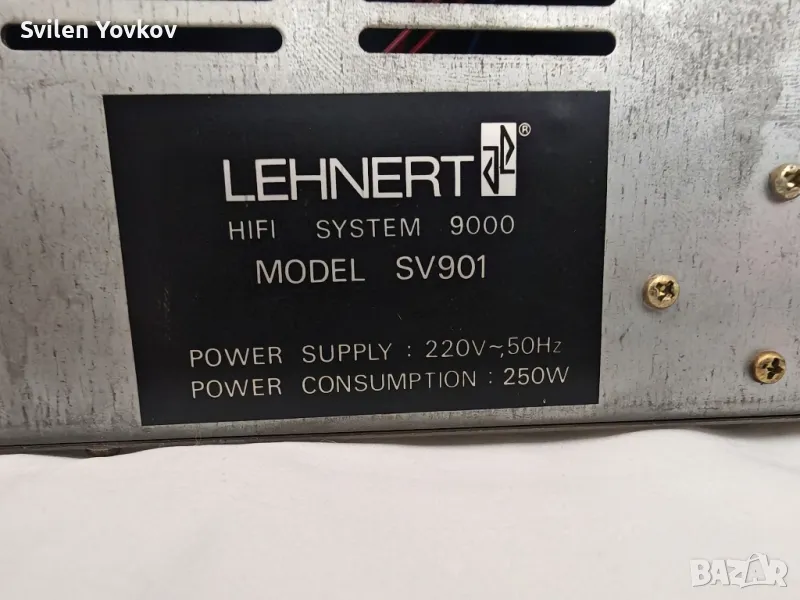 Svilen Yovkov
LEHNERT ®
HIFI SYSTEM 9000
MODEL SV901
POWER SUPPLY : 220V~,50Hz
POWER CONSUMPTION : 250W
BAZAR